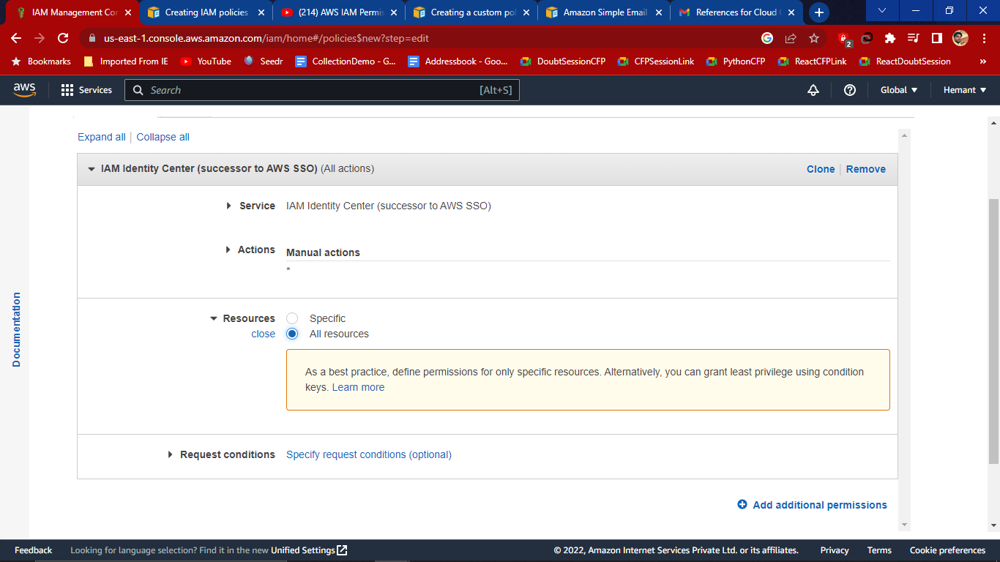 IAM Management Cor
Creating IAM policies
(214) AWS IAM Permis
Creating a custom pol
Amazon Simple Email
References for Cloud C
us-east-1.console.aws.amazon.com/iam/home#/policies$new?step=edit
2
Bookmarks
Imported From IE
YouTube
Seedr
CollectionDemo - G...
Addressbook - Goo...
DoubtSessionCFP
CFPSessionLink
PythonCFP
ReactCFPLink
ReactDoubtSession
»
aws
Services
Search
[Alt+S]
Global
Hemant
Expand all
Collapse all
IAM Identity Center (successor to AWS SSO) (All actions)
Clone
Remove
Service
IAM Identity Center (successor to AWS SSO)
Actions
Manual actions
*
Resources
close
Specific
All resources
As a best practice, define permissions for only specific resources. Alternatively, you can grant least privilege using condition
keys. Learn more
Request conditions
Specify request conditions (optional)
Add additional permissions
Documentation
Feedback
Looking for language selection? Find it in the new Unified Settings
© 2022, Amazon Internet Services Private Ltd. or its affiliates.
Privacy
Terms
Cookie preferences